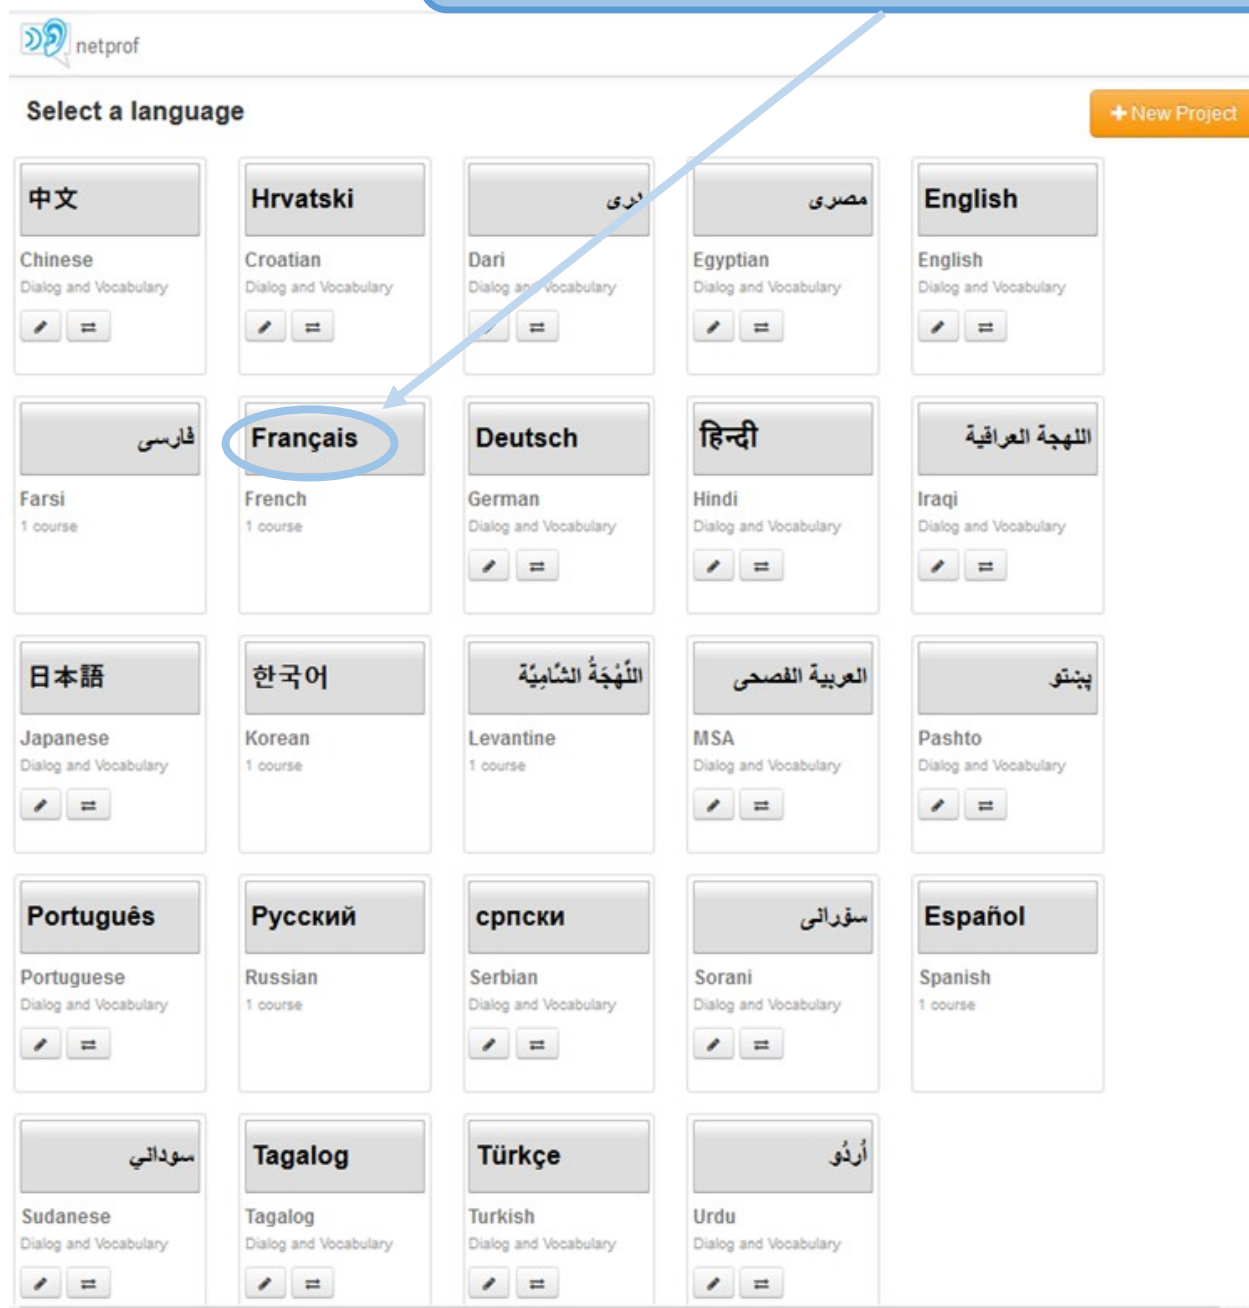 netprof
Select a language
+ New Project
中文
Hrvatski
دری
مصرى
English
Chinese
Croatian
Dari
Egyptian
English
Dialog and Vocabulary
Dialog and Vocabulary
Dialog and Vocabulary
Dialog and Vocabulary
Dialog and Vocabulary
فارسی
Français
Deutsch
हिन्दी
اللهجة العراقية
Farsi
French
German
Hindi
Iraqi
1 course
1 course
Dialog and Vocabulary
Dialog and Vocabulary
Dialog and Vocabulary
日本語
한국어
اللَّهْجَةُ الشَّامِيَّة
العربية الفصحى
پښتو
Japanese
Korean
Levantine
MSA
Pashto
Dialog and Vocabulary
1 course
1 course
Dialog and Vocabulary
Dialog and Vocabulary
Português
Русский
српски
سۆرانی
Español
Portuguese
Russian
Serbian
Sorani
Spanish
Dialog and Vocabulary
1 course
Dialog and Vocabulary
Dialog and Vocabulary
1 course
سوداني
Tagalog
Türkçe
اُردُو
Sudanese
Tagalog
Turkish
Urdu
Dialog and Vocabulary
Dialog and Vocabulary
Dialog and Vocabulary
Dialog and Vocabulary